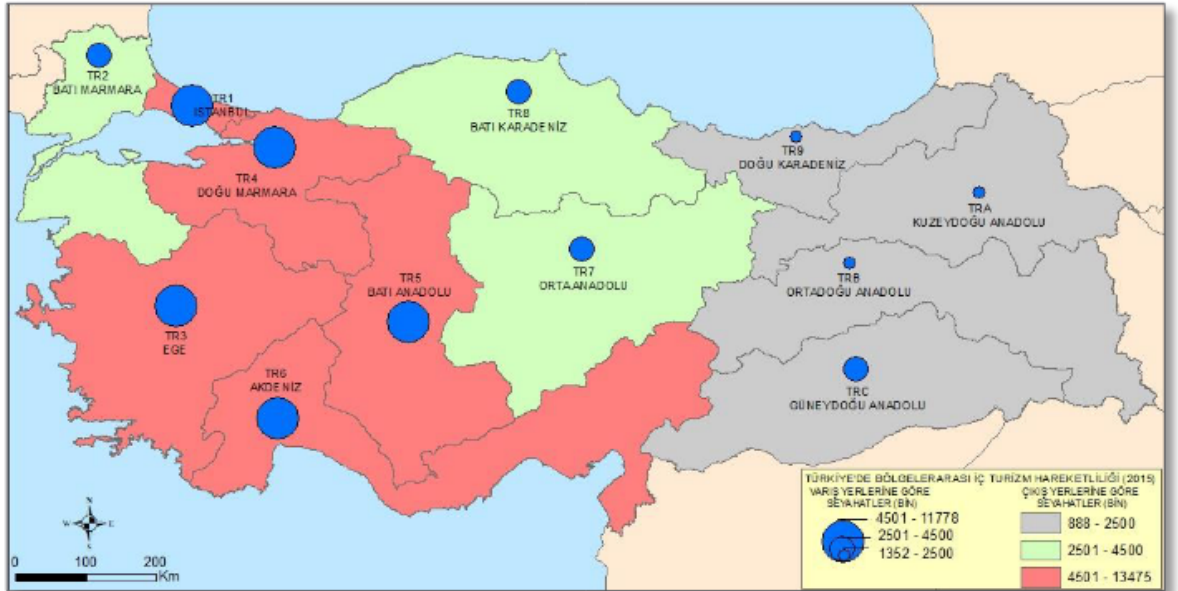 TR2
BATI MARMARA
TR1
ISTANBUL
TR8
BATI KARADENİZ
TR9
DOĞU KARADENİZ
TR4
DOĞU MARMARA
TRA
KUZEYDOĞU ANADOLU
TR7
ORTA ANADOLU
TRB
ORTADOĞU ANADOLU
TR5
BATI ANADOLU
TR3
EGE
TR6
AKDENİZ
TRC
GÜNEYDOĞU ANADOLU
N
W E
S
0 100 200
Km
TÜRKİYE'DE BÖLGELERARASI İÇ TURİZM HAREKETLİLİĞİ (2015)
VARIŞ YERLERİNE GÖRE
SEYAHATLER (BİN)
4501 - 11778
2501 - 4500
1352 - 2500
ÇIKIŞ YERLERİNE GÖRE
SEYAHATLER (BİN)
888 - 2500
2501 - 4500
4501 - 13475